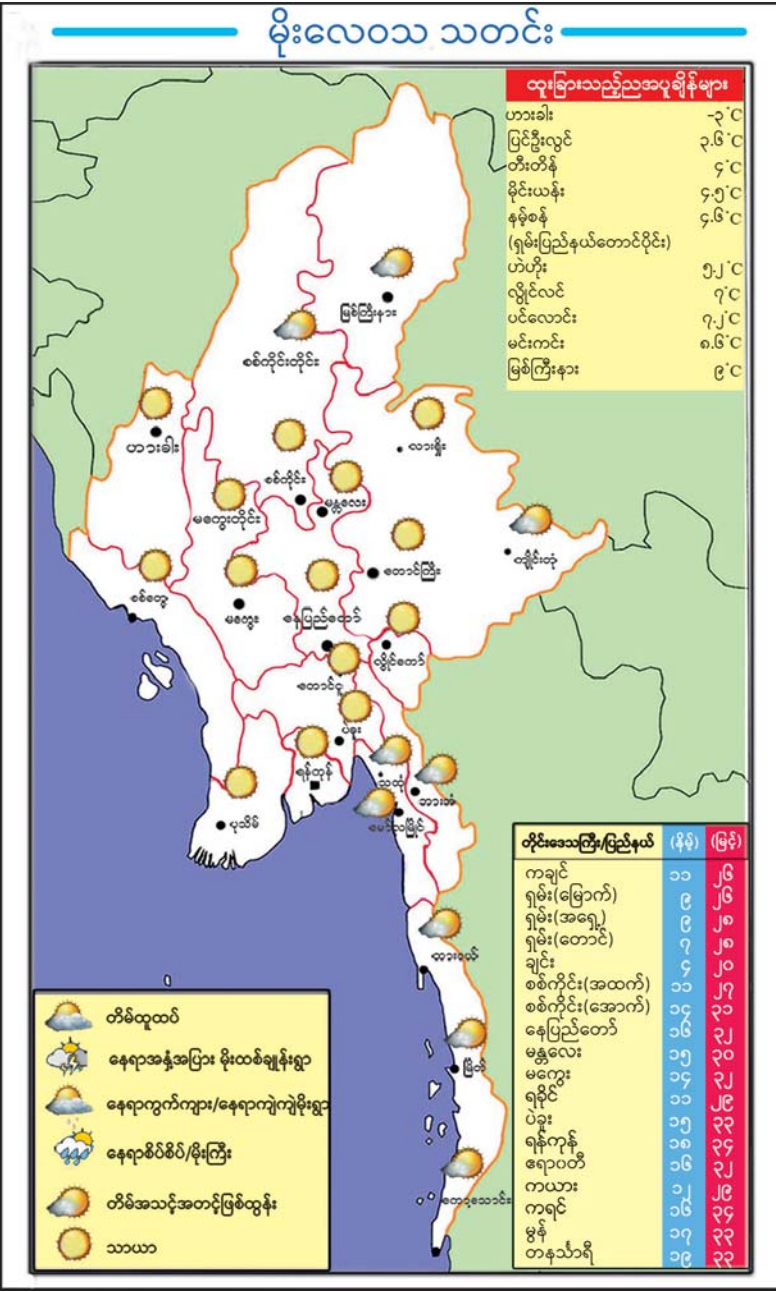 မိုးလေဝသ သတင်း
ထူးခြားသည့်ညအပူချိန်များ
ဟားခါး -၃°C
ပြင်ဦးလွင် ၃.၆°C
တီးတိန် ၄°C
မိုင်းယန်း ၄.၅°C
နမ့်စန် ၄.၆°C
(ရှမ်းပြည်နယ်တောင်ပိုင်း)
ဟဲဟိုး ၅.၂°C
လွိုင်လင် ၇°C
ပင်လောင်း ၇.၂°C
မင်းကင်း ၈.၆°C
မြစ်ကြီးနား ၉°C
မြစ်ကြီးနား
စစ်ကိုင်းတိုင်း
ဟားခါး
လားရှိုး
စစ်ကိုင်း
မန္တလေး
မကွေးတိုင်း
ကျိုင်းတုံ
တောင်ကြီး
စစ်တွေ
မကွေး
နေပြည်တော်
လွိုင်ကော်
တောင်ငူ
ပဲခူး
ရန်ကုန်
သထုံ
ဘားအံ
မော်လမြိုင်
ပုသိမ်
ထားဝယ်
မြိတ်
ကော့သောင်း
တိမ်ထူထပ်
နေရာအနှံ့အပြား မိုးထစ်ချုန်းရွာ
နေရာကွက်ကျား/နေရာကျဲကျဲမိုးရွာ
နေရာစိပ်စိပ်/မိုးကြီး
တိမ်အသင့်အတင့်ဖြစ်ထွန်း
သာယာ
တိုင်းဒေသကြီး/ပြည်နယ် (နိမ့်) (မြင့်)
ကချင် ၁၁ ၂၆
ရှမ်း(မြောက်) ၉ ၂၆
ရှမ်း(အရှေ့) ၉ ၂၈
ရှမ်း(တောင်) ၇ ၂၈
ချင်း ၄ ၂၀
စစ်ကိုင်း(အထက်) ၁၁ ၂၇
စစ်ကိုင်း(အောက်) ၁၄ ၃၁
နေပြည်တော် ၁၆ ၃၂
မန္တလေး ၁၅ ၃၀
မကွေး ၁၄ ၃၂
ရခိုင် ၁၁ ၂၉
ပဲခူး ၁၅ ၃၃
ရန်ကုန် ၁၈ ၃၄
ဧရာဝတီ ၁၆ ၃၂
ကယား ၁၂ ၂၉
ကရင် ၁၆ ၃၄
မွန် ၁၇ ၃၃
တနင်္သာရီ ၁၉ ၃၃